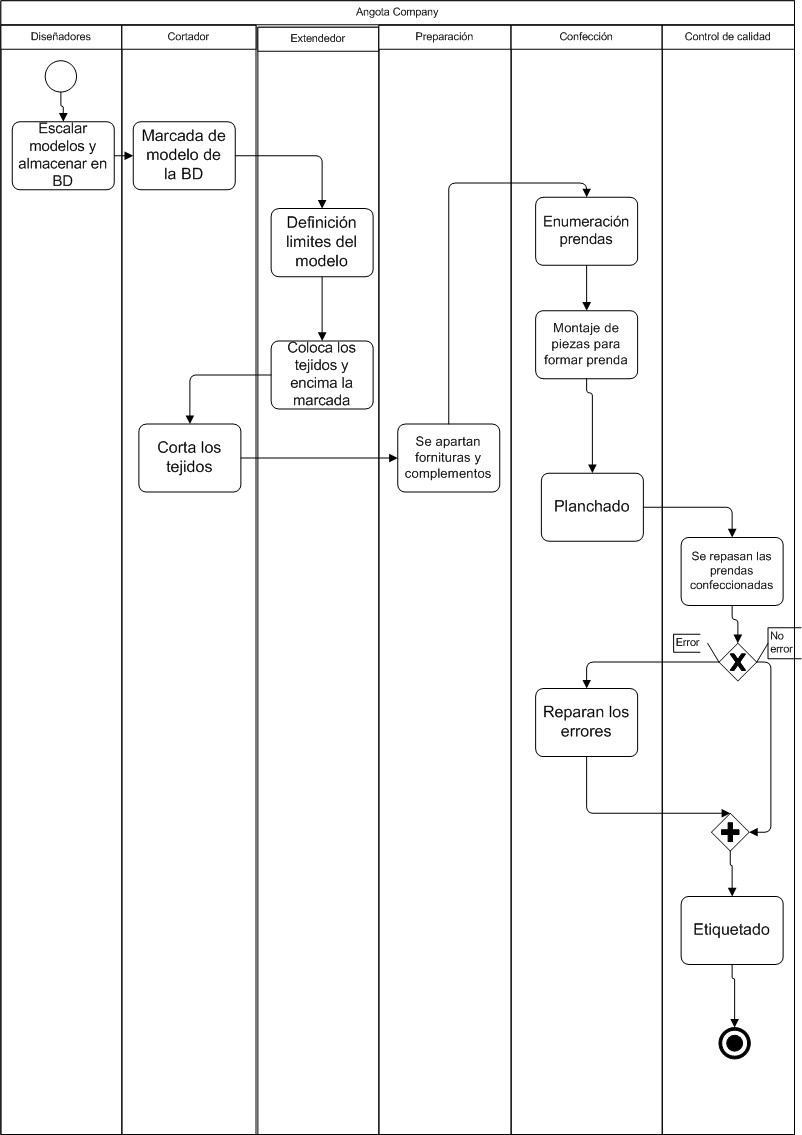 Angota Company
Diseñadores
Cortador
Extendedor
Preparación
Confección
Control de calidad
Escalar
modelos y
almacenar en
BD
Marcada de
modelo de
la BD
Definición
limites del
modelo
Coloca los
tejidos y
encima la
marcada
Corta los
tejidos
Se apartan
fornituras y
complementos
Enumeración
prendas
Montaje de
piezas para
formar prenda
Planchado
Se repasan las
prendas
confeccionadas
Error
No
error
Reparan los
errores
Etiquetado